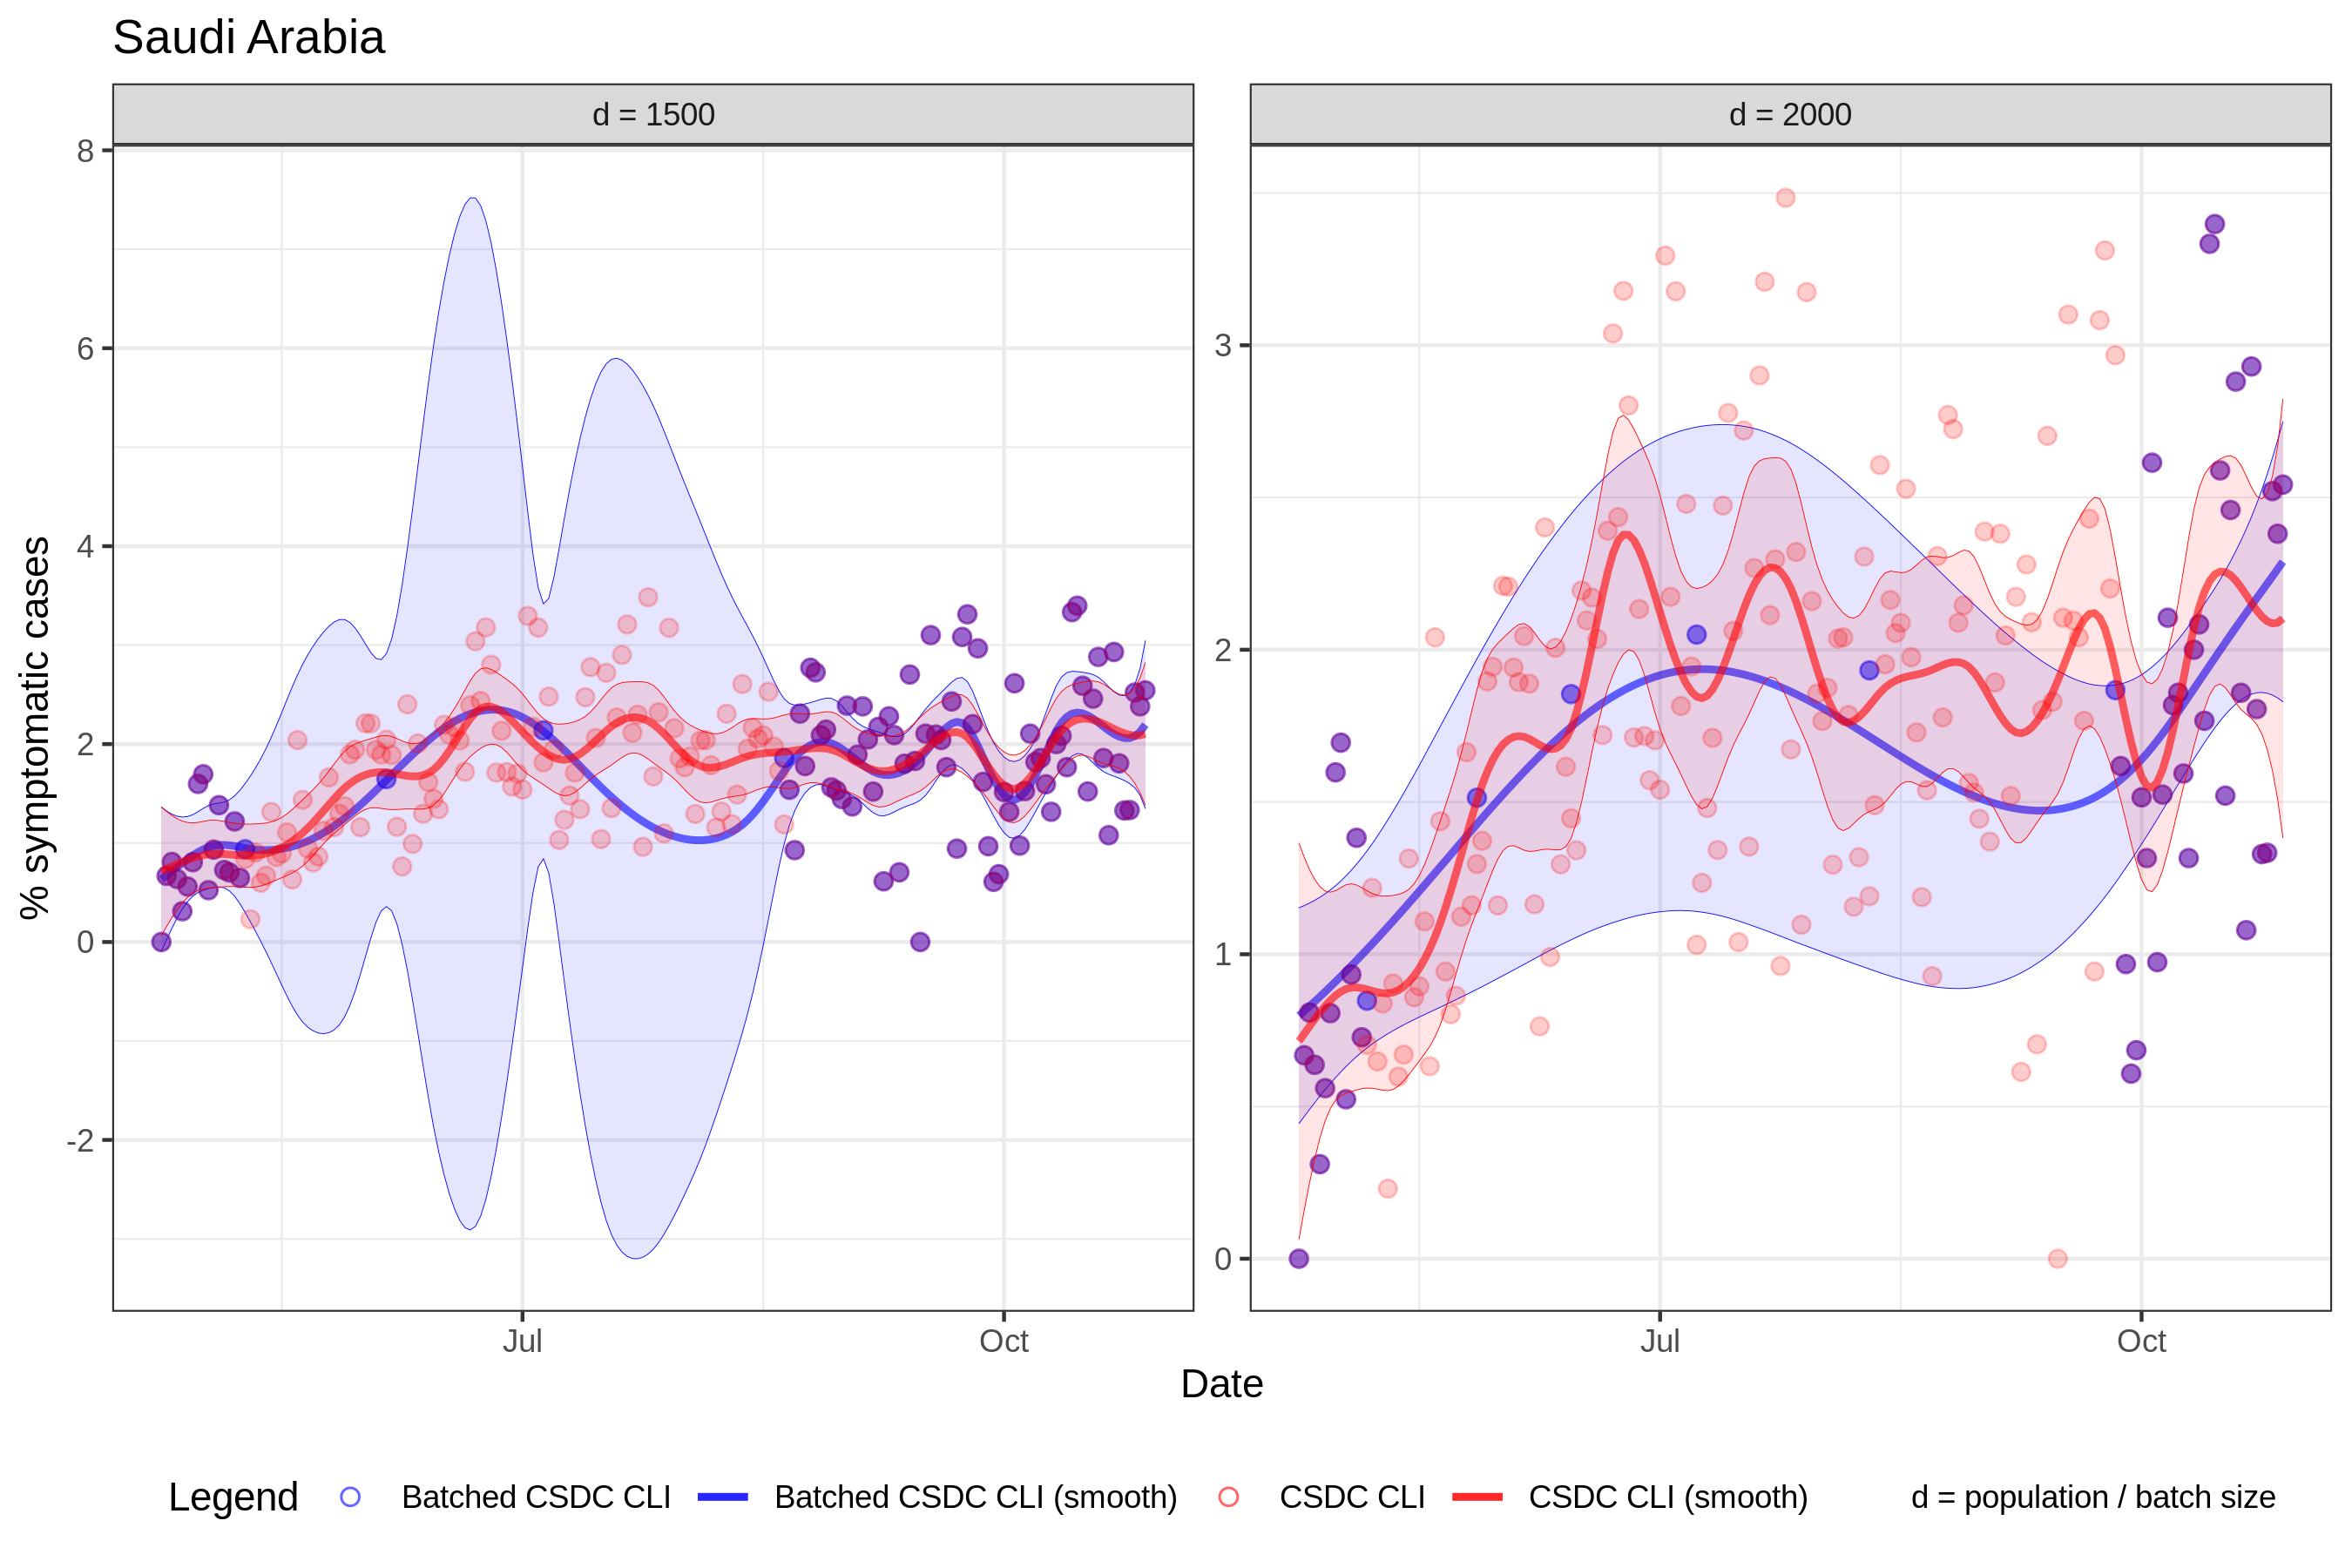 Saudi Arabia
d = 1500
d = 2000
8
6
4
2
0
-2
3
2
1
0
% symptomatic cases
Jul
Oct
Jul
Oct
Date
Legend
Batched CSDC CLI
Batched CSDC CLI (smooth)
CSDC CLI
CSDC CLI (smooth)
d = population / batch size